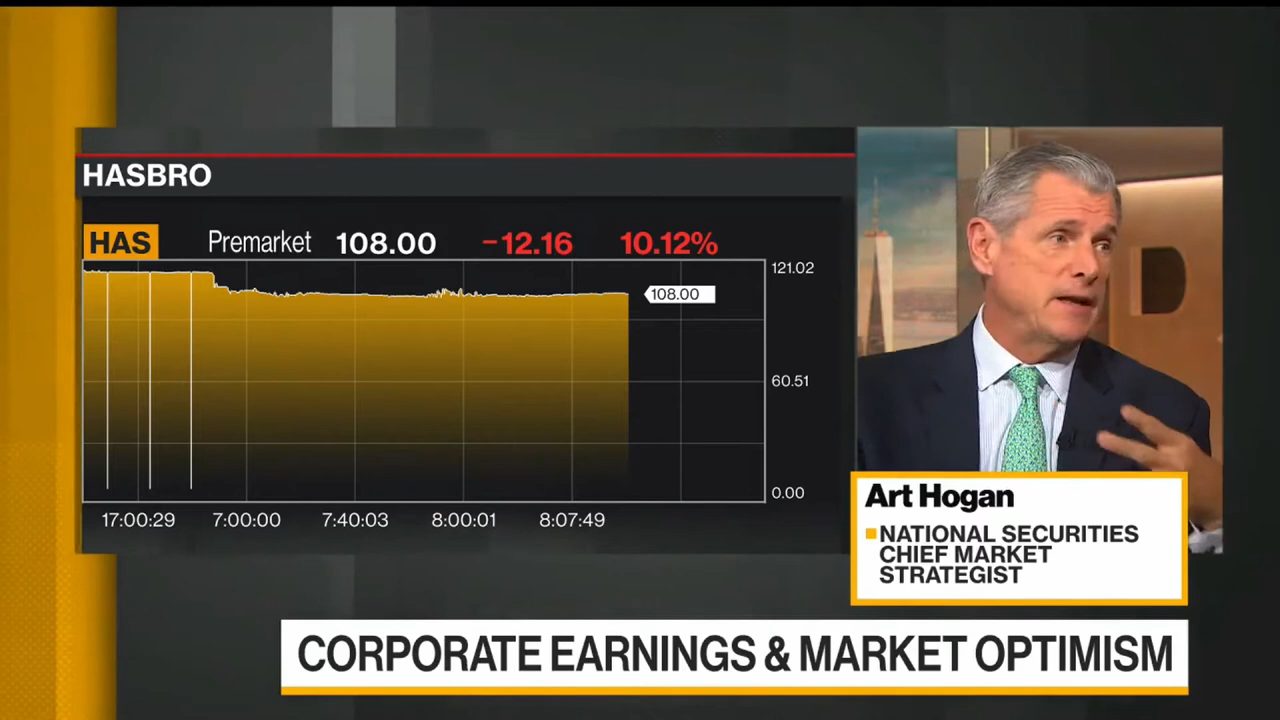 HASBRO
HAS Premarket 108.00 −12.16 10.12%
121.02
108.00
60.51
0.00
17:00:29 7:00:00 7:40:03 8:00:01 8:07:49
D
Art Hogan
NATIONAL SECURITIES
CHIEF MARKET
STRATEGIST
CORPORATE EARNINGS & MARKET OPTIMISM